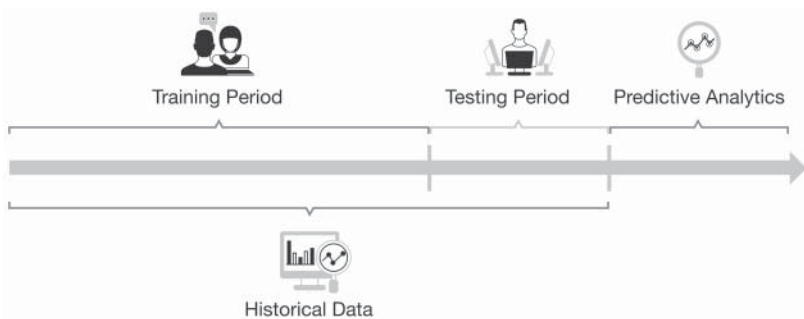 Training Period
Testing Period
Predictive Analytics
Historical Data